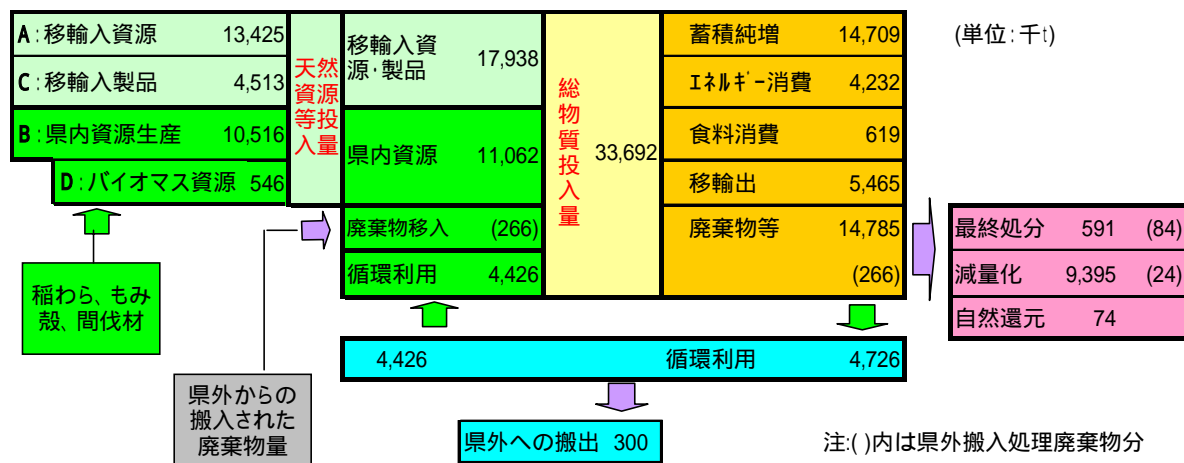 A:移輸入資源 13,425
C:移輸入製品 4,513
B:県内資源生産 10,516
D:バイオマス資源 546
天然
資源
等投
入量
移輸入資
源・製品 17,938
県内資源 11,062
廃棄物移入 (266)
循環利用 4,426
総物質投入量
33,692
蓄積純増 14,709
エネルギー消費 4,232
食料消費 619
移輸出 5,465
廃棄物等 14,785
(266)
(単位:千t)
最終処分 591 (84)
減量化 9,395 (24)
自然還元 74
稲わら、もみ
殻、間伐材
4,426 循環利用 4,726
県外からの
搬入された
廃棄物量
県外への搬出 300
注:( )内は県外搬入処理廃棄物分